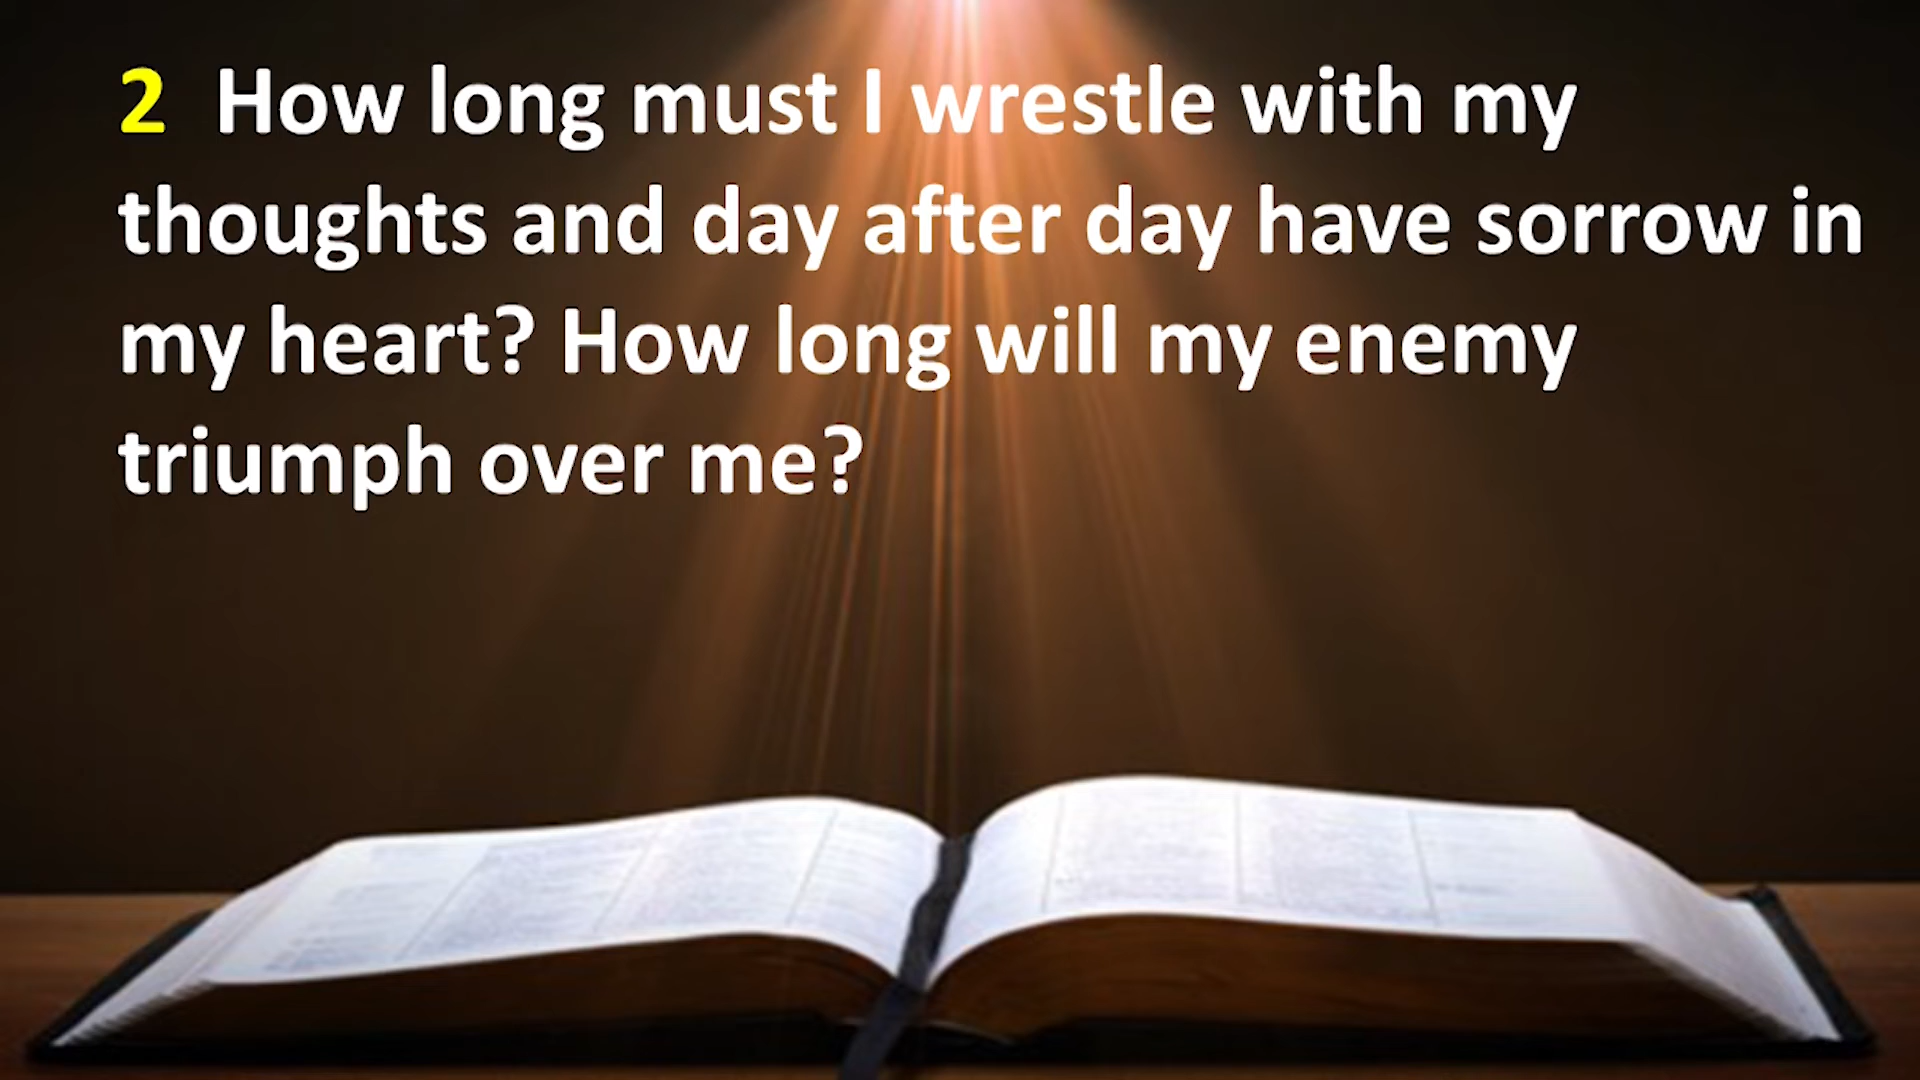 2 How long must I wrestle with my
thoughts and day after day have sorrow in
my heart? How long will my enemy
triumph over me?